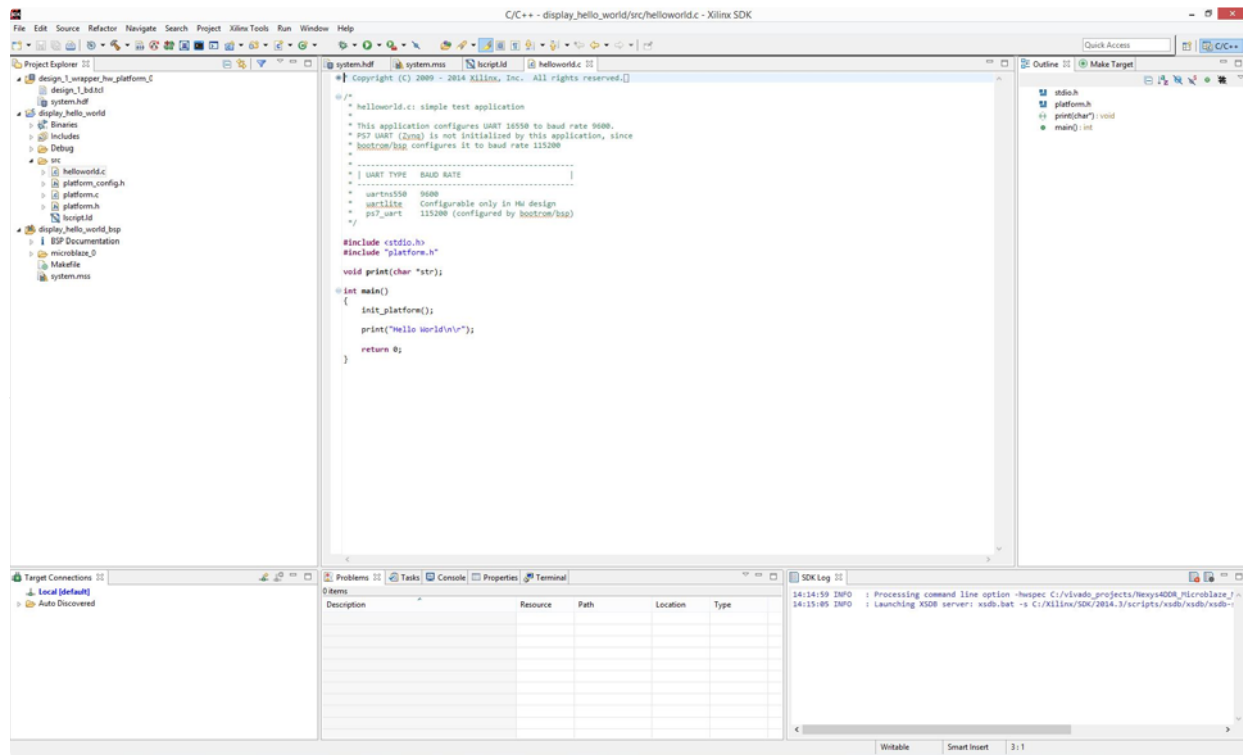 C/C++ - display_hello_world/src/helloworld.c - Xilinx SDK
File Edit Source Refactor Navigate Search Project Xilinx Tools Run Window Help
Quick Access
C/C++
Project Explorer
design_1_wrapper_hw_platform_0
design_1_bd.tcl
system.hdf
display_hello_world
Binaries
Includes
Debug
src
helloworld.c
platform_config.h
platform.c
platform.h
lscript.ld
display_hello_world_bsp
BSP Documentation
microblaze_0
Makefile
system.mss
system.hdf system.mss lscript.ld helloworld.c
* Copyright (C) 2009 - 2014 Xilinx, Inc. All rights reserved.
/*
* helloworld.c: simple test application
*
* This application configures UART 16550 to baud rate 9600.
* PS7 UART (Zynq) is not initialized by this application, since
* bootrom/bsp configures it to baud rate 115200
*
* ------------------------------------------------
* | UART TYPE BAUD RATE |
* ------------------------------------------------
* uartns550 9600
* uartlite Configurable only in HW design
* ps7_uart 115200 (configured by bootrom/bsp)
*/
#include <stdio.h>
#include "platform.h"
void print(char *str);
int main()
{
init_platform();
print("Hello World\n\r");
return 0;
}
Outline Make Target
stdio.h
platform.h
print(char*) : void
main() : int
Target Connections
Local [default]
Auto Discovered
Problems Tasks Console Properties Terminal
0 items
Description Resource Path Location Type
SDK Log
14:14:59 INFO : Processing command line option -hwspec C:/vivado_projects/Nexys4DDR_Microblaze_
14:15:05 INFO : Launching XSDB server: xsdb.bat -s C:/Xilinx/SDK/2014.3/scripts/xsdb/xsdb/xsdb-
Writable Smart Insert 3 : 1